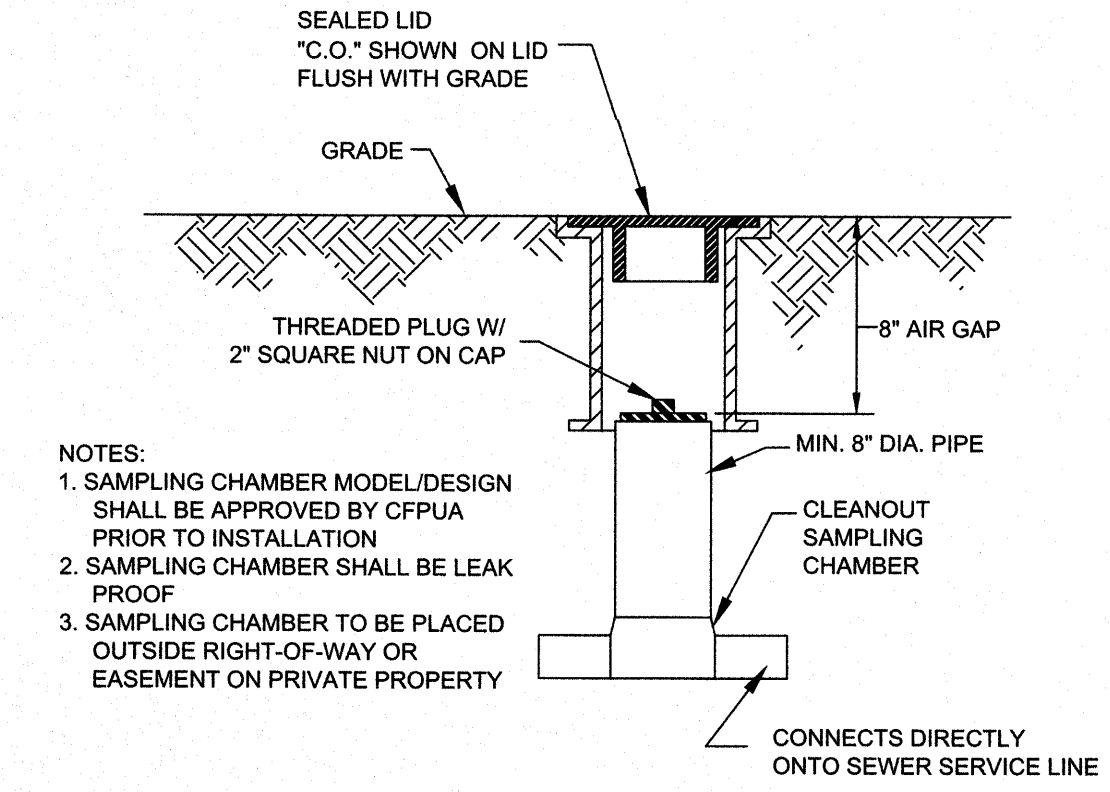 SEALED LID
"C.O." SHOWN ON LID
FLUSH WITH GRADE
GRADE
THREADED PLUG W/
2" SQUARE NUT ON CAP
8" AIR GAP
MIN. 8" DIA. PIPE
CLEANOUT
SAMPLING
CHAMBER
NOTES:
1. SAMPLING CHAMBER MODEL/DESIGN
SHALL BE APPROVED BY CFPUA
PRIOR TO INSTALLATION
2. SAMPLING CHAMBER SHALL BE LEAK
PROOF
3. SAMPLING CHAMBER TO BE PLACED
OUTSIDE RIGHT-OF-WAY OR
EASEMENT ON PRIVATE PROPERTY
CONNECTS DIRECTLY
ONTO SEWER SERVICE LINE